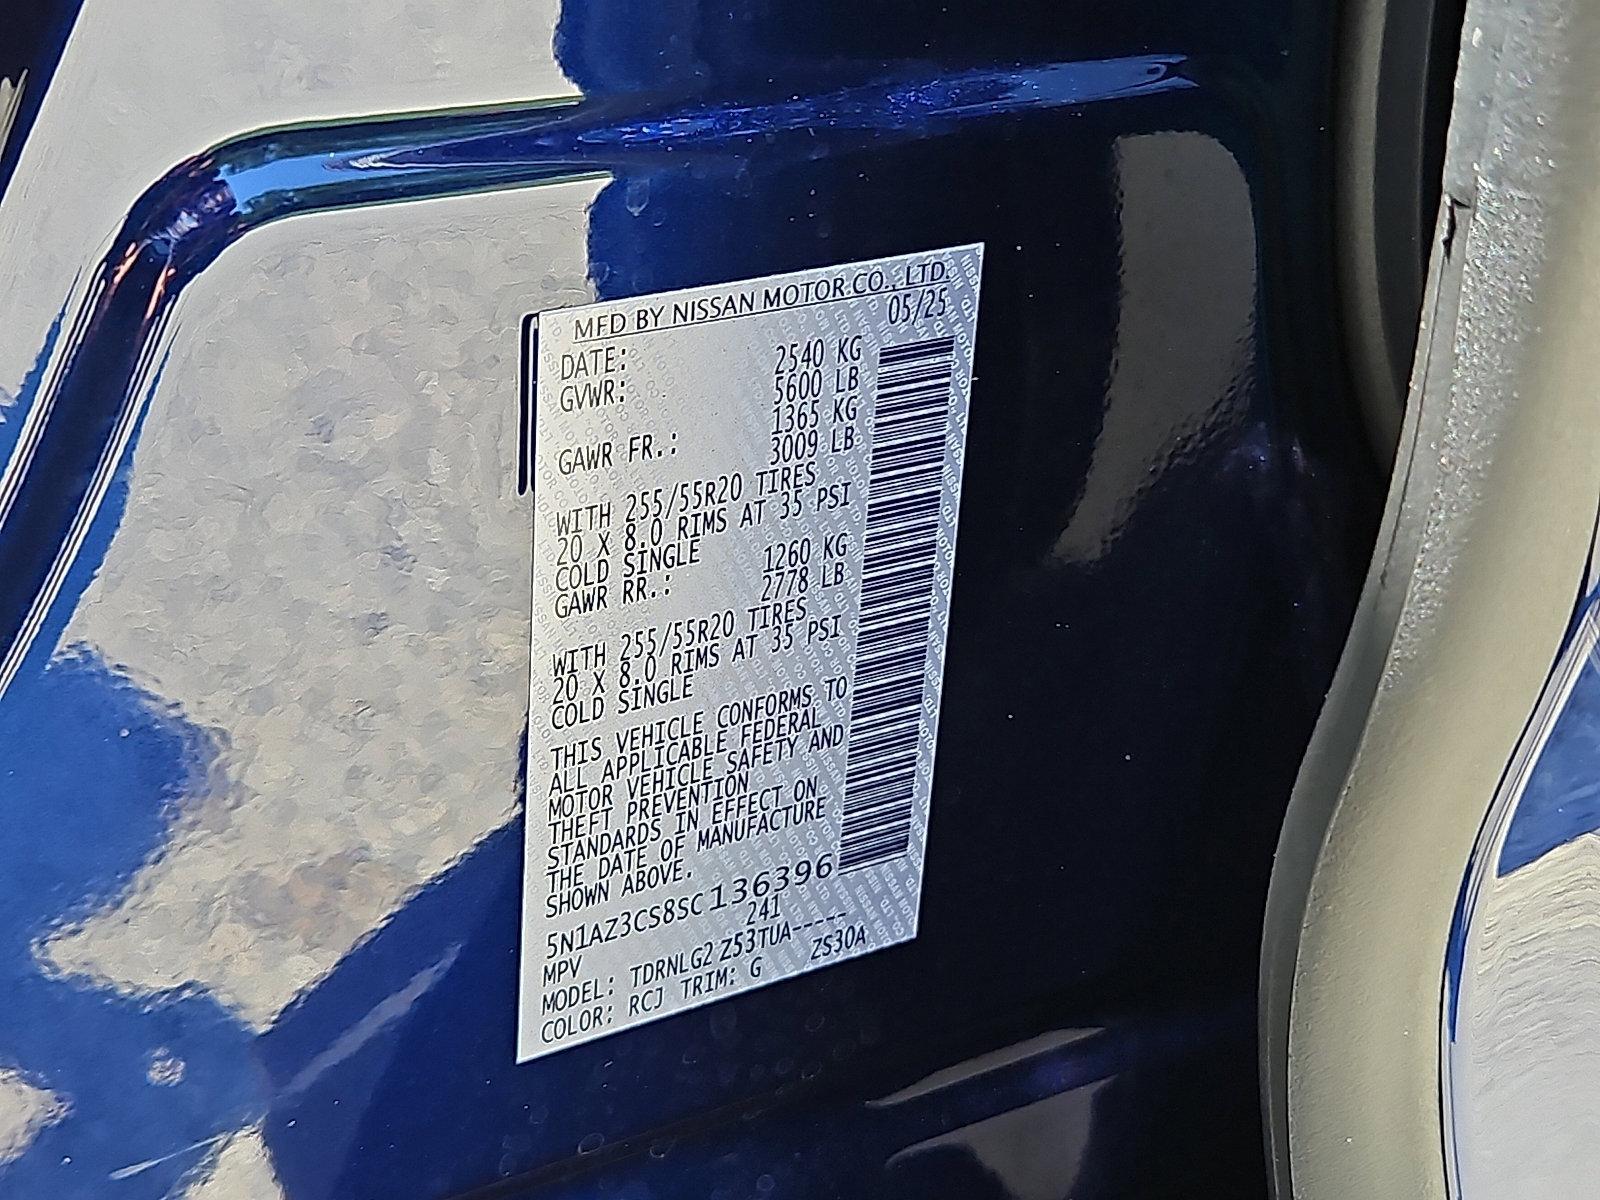 MFD BY NISSAN MOTOR CO., LTD.
DATE: 05/25
GVWR: 2540 KG
5600 LB
GAWR FR.: 1365 KG
3009 LB
WITH 255/55R20 TIRES
20 X 8.0 RIMS AT 35 PSI
COLD SINGLE
GAWR RR.: 1260 KG
2778 LB
WITH 255/55R20 TIRES
20 X 8.0 RIMS AT 35 PSI
COLD SINGLE
THIS VEHICLE CONFORMS TO
ALL APPLICABLE FEDERAL
MOTOR VEHICLE SAFETY AND
THEFT PREVENTION
STANDARDS IN EFFECT ON
THE DATE OF MANUFACTURE
SHOWN ABOVE.
5N1AZ3CS8SC136396
MPV 241
MODEL: TDRNLG2 Z53TUA-----
COLOR: RCJ TRIM: G ZS30A